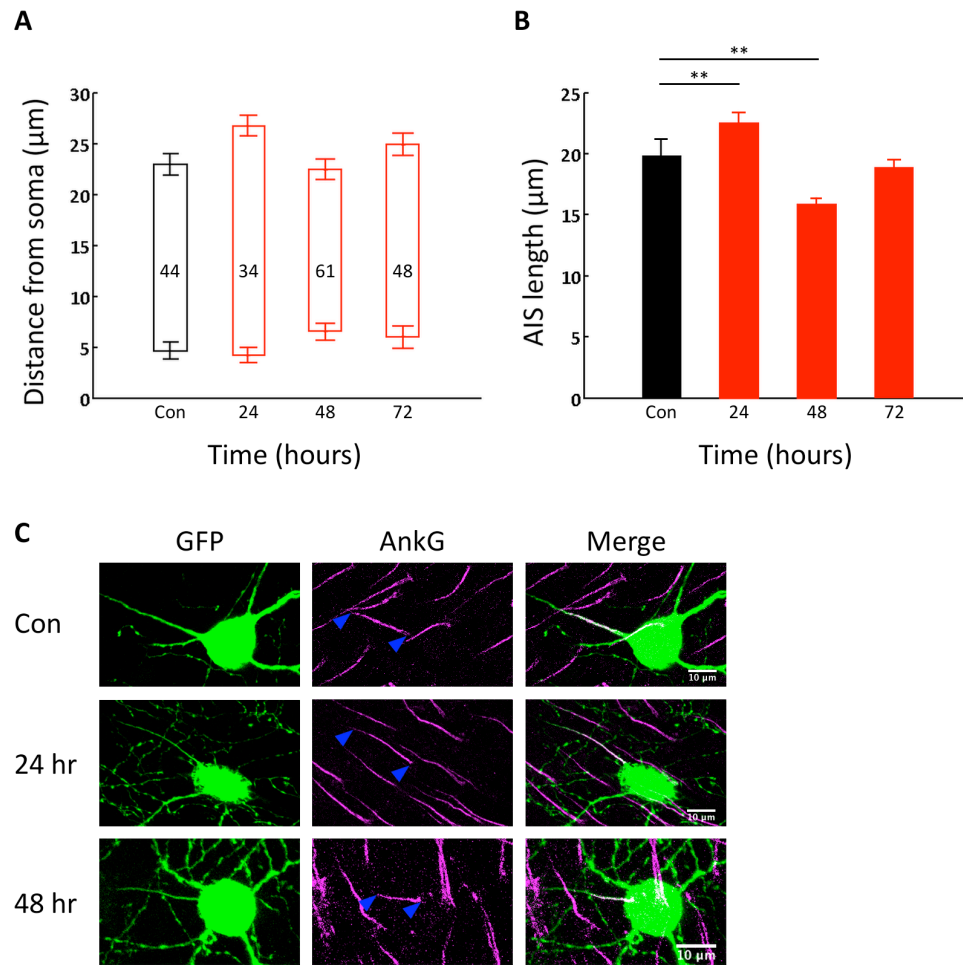 A
Distance from soma (μm)
30
25
20
15
10
5
0
44
34
61
48
Con
24
48
72
Time (hours)
B
**
**
AIS length (μm)
25
20
15
10
5
0
Con
24
48
72
Time (hours)
C
GFP
AnkG
Merge
Con
10 μm
24 hr
10 μm
48 hr
10 μm